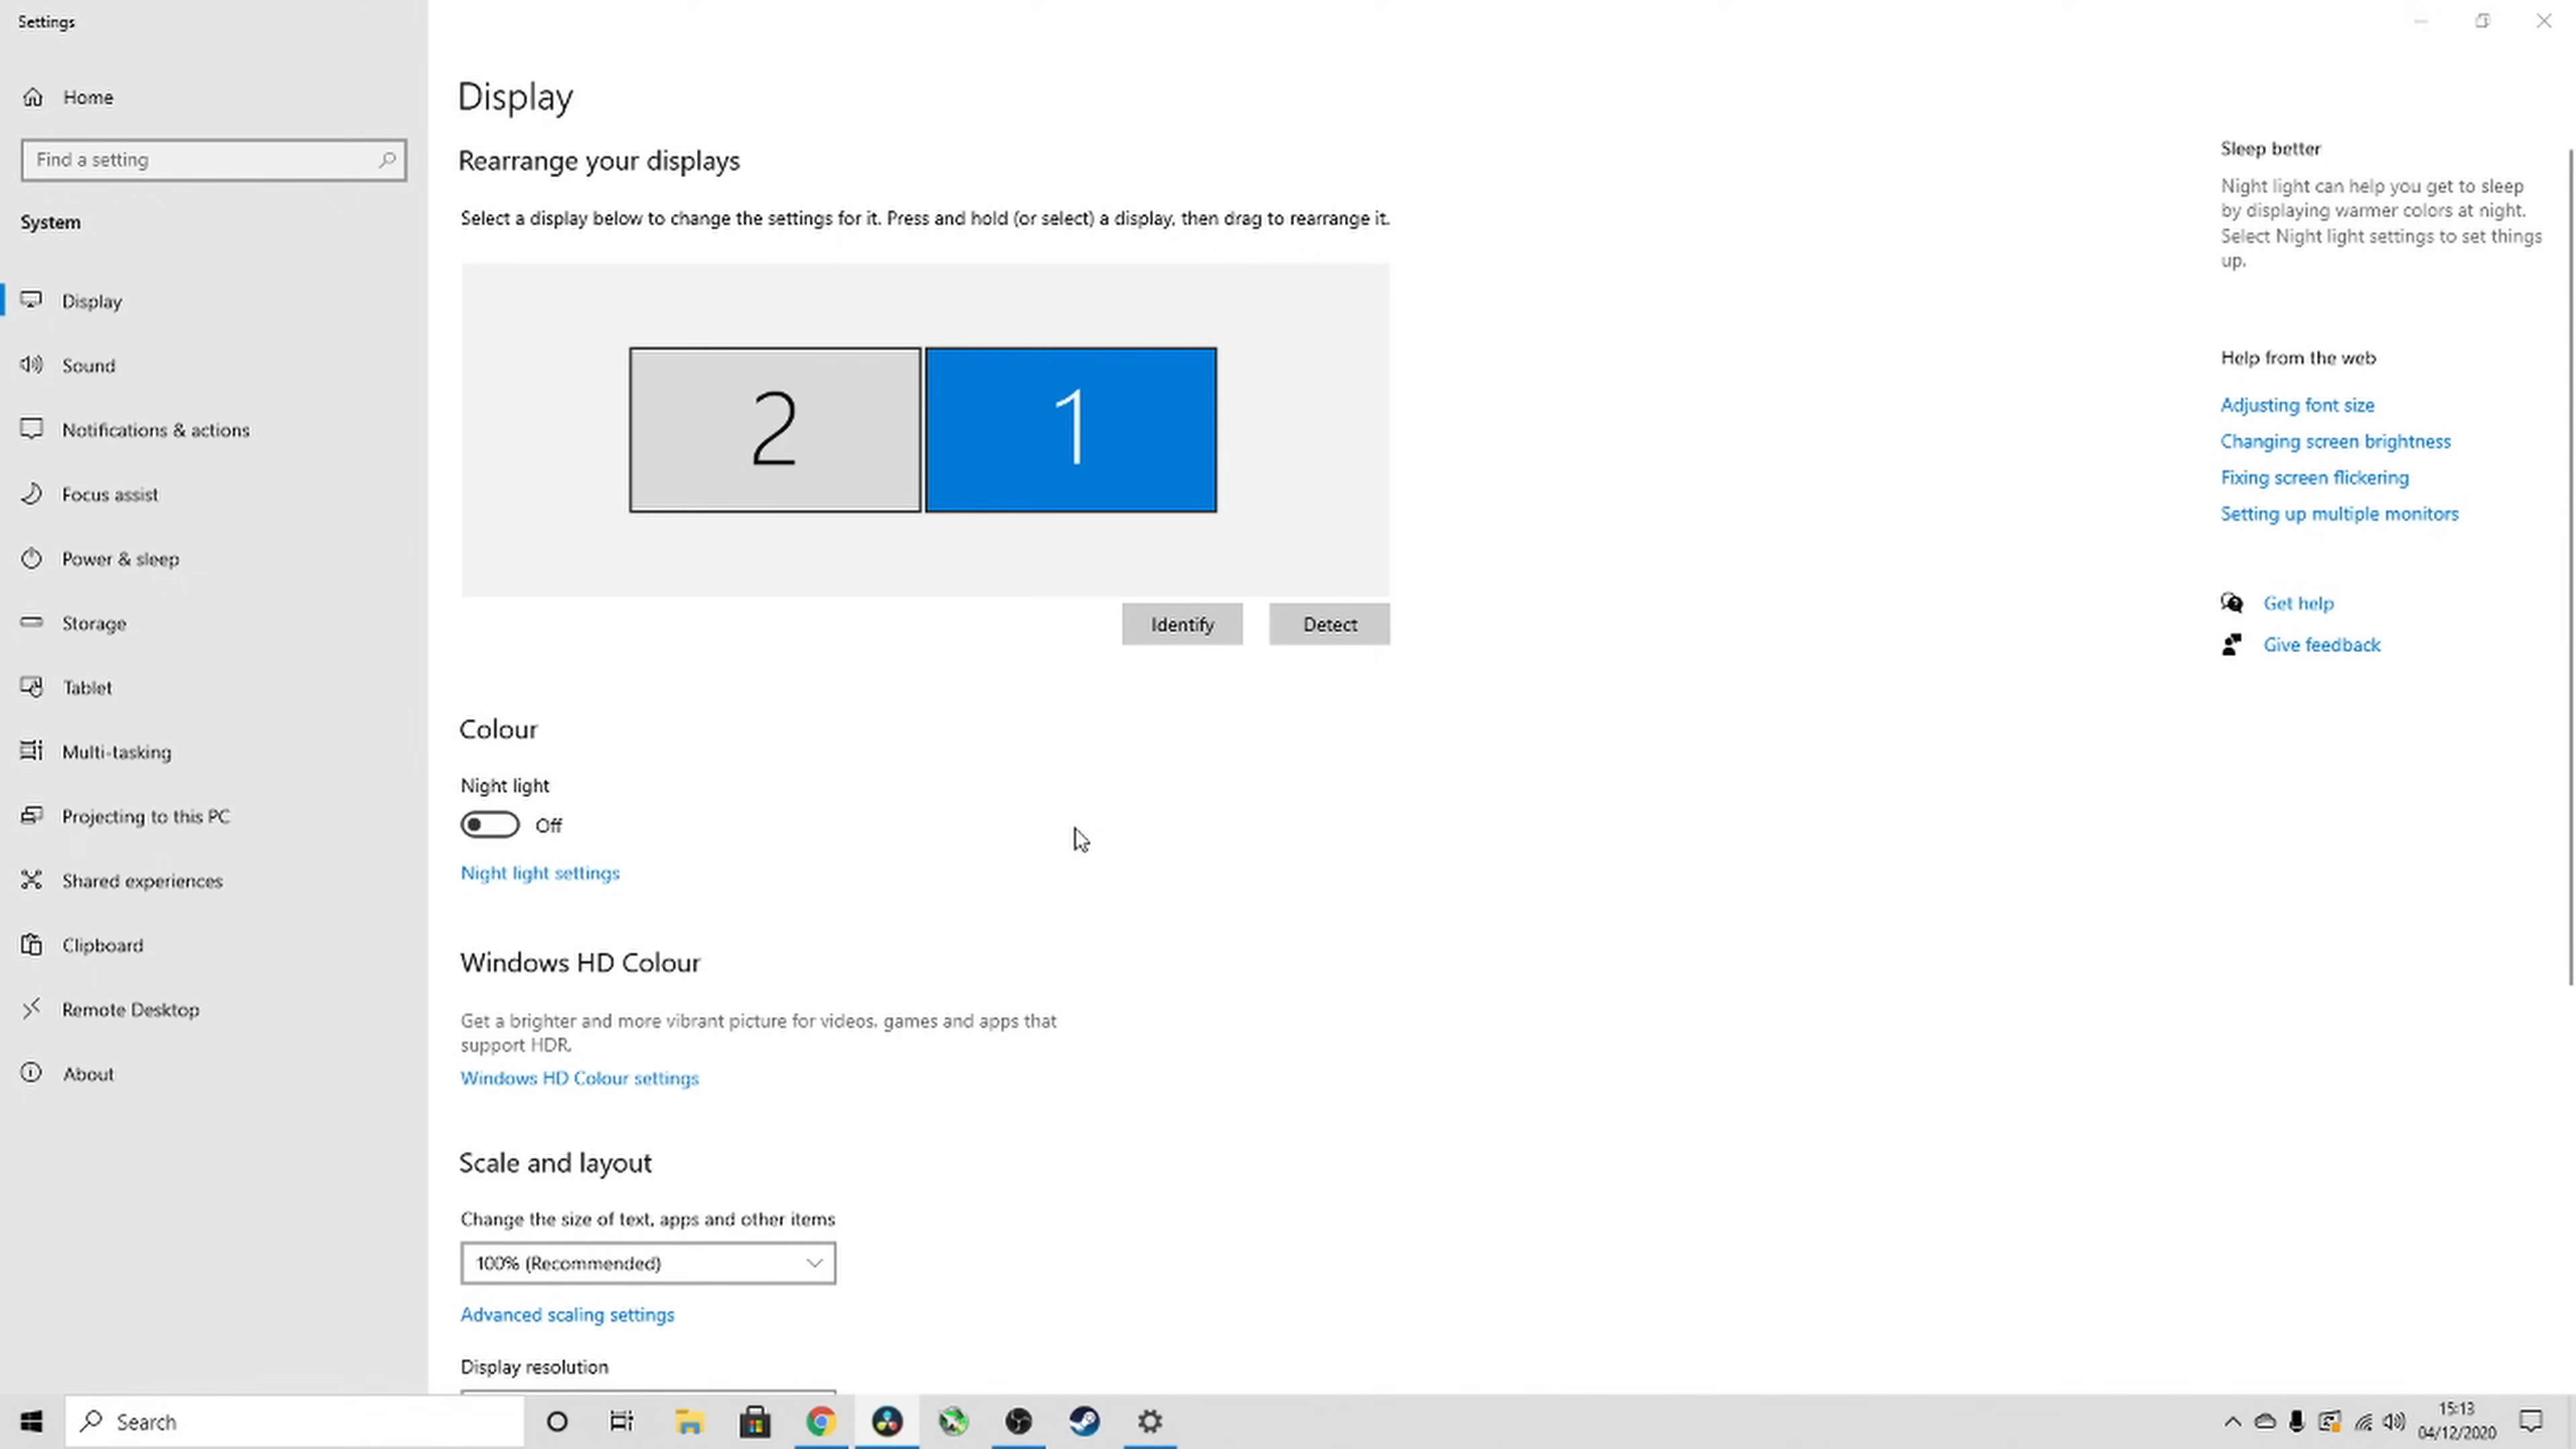 Settings
Home
Find a setting
System
Display
Sound
Notifications & actions
Focus assist
Power & sleep
Storage
Tablet
Multi-tasking
Projecting to this PC
Shared experiences
Clipboard
Remote Desktop
About
Display
Rearrange your displays
Select a display below to change the settings for it. Press and hold (or select) a display, then drag to rearrange it.
2
1
Identify
Detect
Colour
Night light
Off
Night light settings
Windows HD Colour
Get a brighter and more vibrant picture for videos, games and apps that
support HDR.
Windows HD Colour settings
Scale and layout
Change the size of text, apps and other items
100% (Recommended)
Advanced scaling settings
Display resolution
Sleep better
Night light can help you get to sleep
by displaying warmer colors at night.
Select Night light settings to set things
up.
Help from the web
Adjusting font size
Changing screen brightness
Fixing screen flickering
Setting up multiple monitors
Get help
Give feedback
Search
15:13
04/12/2020